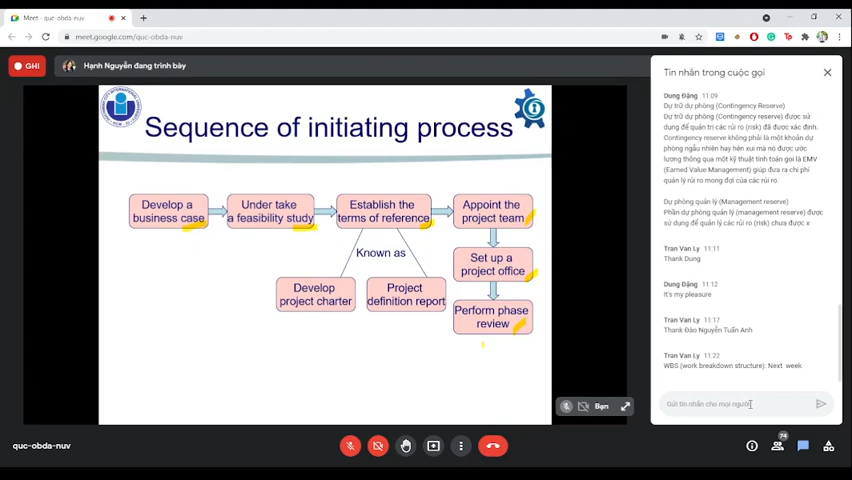 Meet - quc-obda-nuv
meet.google.com/quc-obda-nuv
GHI
Hạnh Nguyễn đang trình bày
Sequence of initiating process
Develop a
business case
Under take
a feasibility study
Establish the
terms of reference
Appoint the
project team
Known as
Set up a
project office
Develop
project charter
Project
definition report
Perform phase
review
Bạn
Tin nhắn trong cuộc gọi
Dung Đặng 11:09
Dự trữ dự phòng (Contingency Reserve)
Dự trữ dự phòng (Contingency reserve) được sử
dụng để quản trị các rủi ro (risk) đã được xác định.
Contingency reserve không phải là một khoản dự
phòng ngẫu nhiên hay hên xui mà nó được ước
lượng thông qua một kỹ thuật tính toán gọi là EMV
(Earned Value Management) giúp đưa ra chi phí
quản lý rủi ro mong đợi của các rủi ro.
Dự phòng quản lý (Management reserve)
Phần dự phòng quản lý (management reserve) được
sử dụng để quản lý các rủi ro (risk) chưa được x
Tran Van Ly 11:11
Thank Dung
Dung Đặng 11:12
It's my pleasure
Tran Van Ly 11:17
Thank Đào Nguyễn Tuấn Anh
Tran Van Ly 11:22
WBS (work breakdown structure): Next week
Gửi tin nhắn cho mọi người
quc-obda-nuv
74